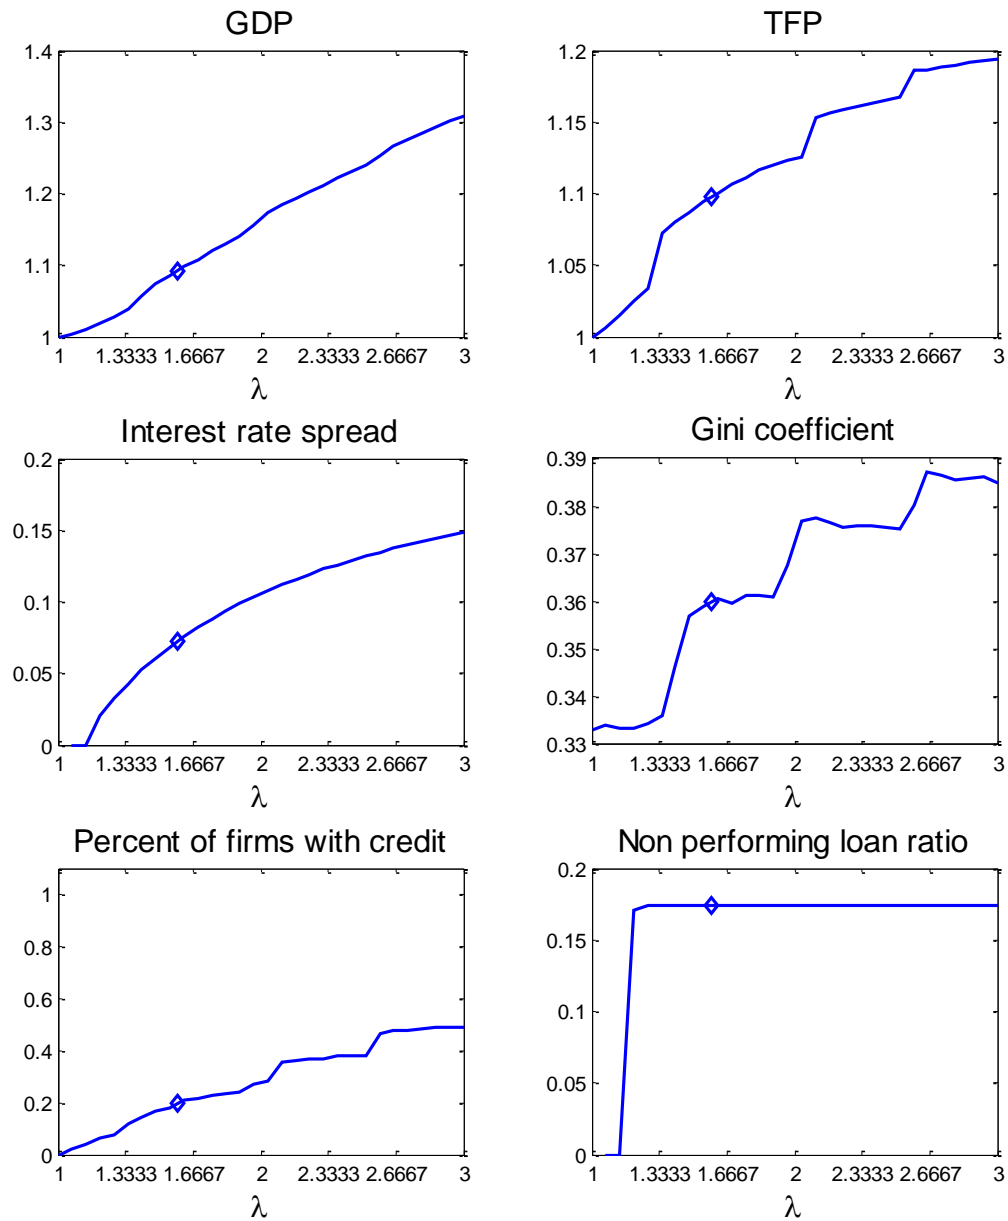 GDP
1.4
1.3
1.2
1.1
1
1 1.3333 1.6667 2 2.3333 2.6667 3
λ
TFP
1.2
1.15
1.1
1.05
1
1 1.3333 1.6667 2 2.3333 2.6667 3
λ
Interest rate spread
0.2
0.15
0.1
0.05
0
1 1.3333 1.6667 2 2.3333 2.6667 3
λ
Gini coefficient
0.39
0.38
0.37
0.36
0.35
0.34
0.33
1 1.3333 1.6667 2 2.3333 2.6667 3
λ
Percent of firms with credit
1
0.8
0.6
0.4
0.2
0
1 1.3333 1.6667 2 2.3333 2.6667 3
λ
Non performing loan ratio
0.2
0.15
0.1
0.05
0
1 1.3333 1.6667 2 2.3333 2.6667 3
λ